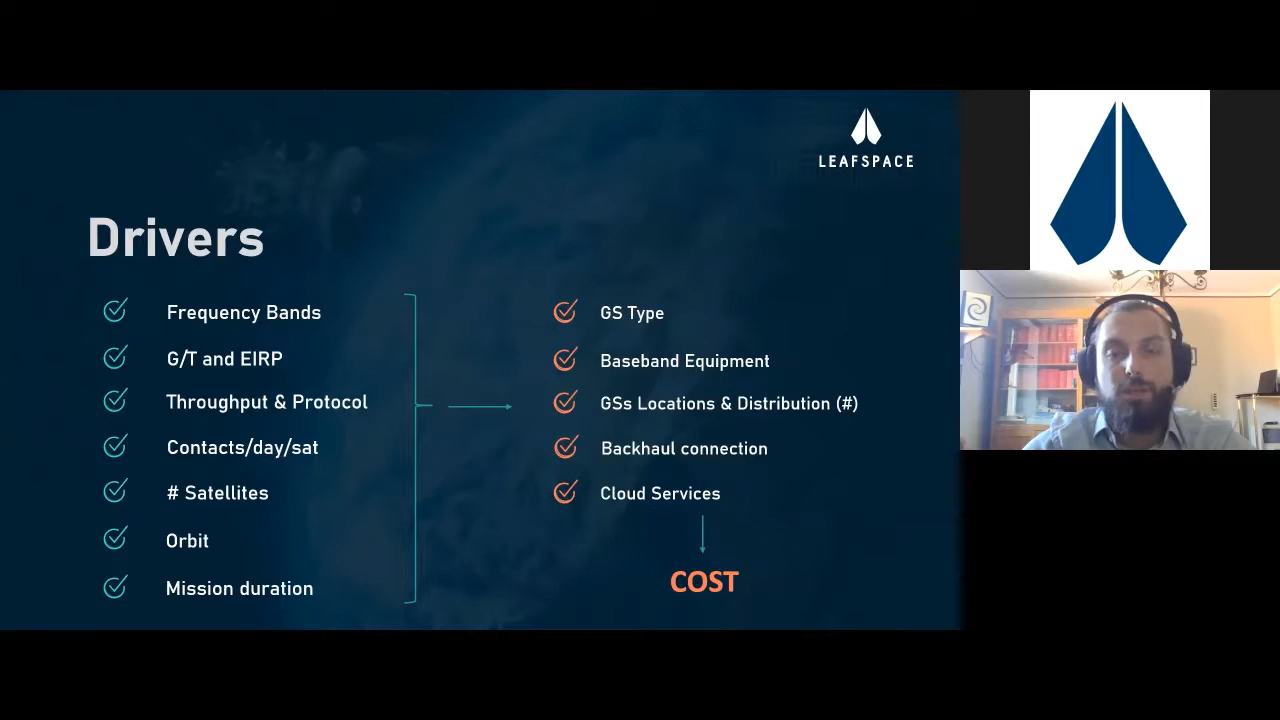 LEAFSPACE
Drivers
Frequency Bands
G/T and EIRP
Throughput & Protocol
Contacts/day/sat
# Satellites
Orbit
Mission duration
GS Type
Baseband Equipment
GSs Locations & Distribution (#)
Backhaul connection
Cloud Services
COST